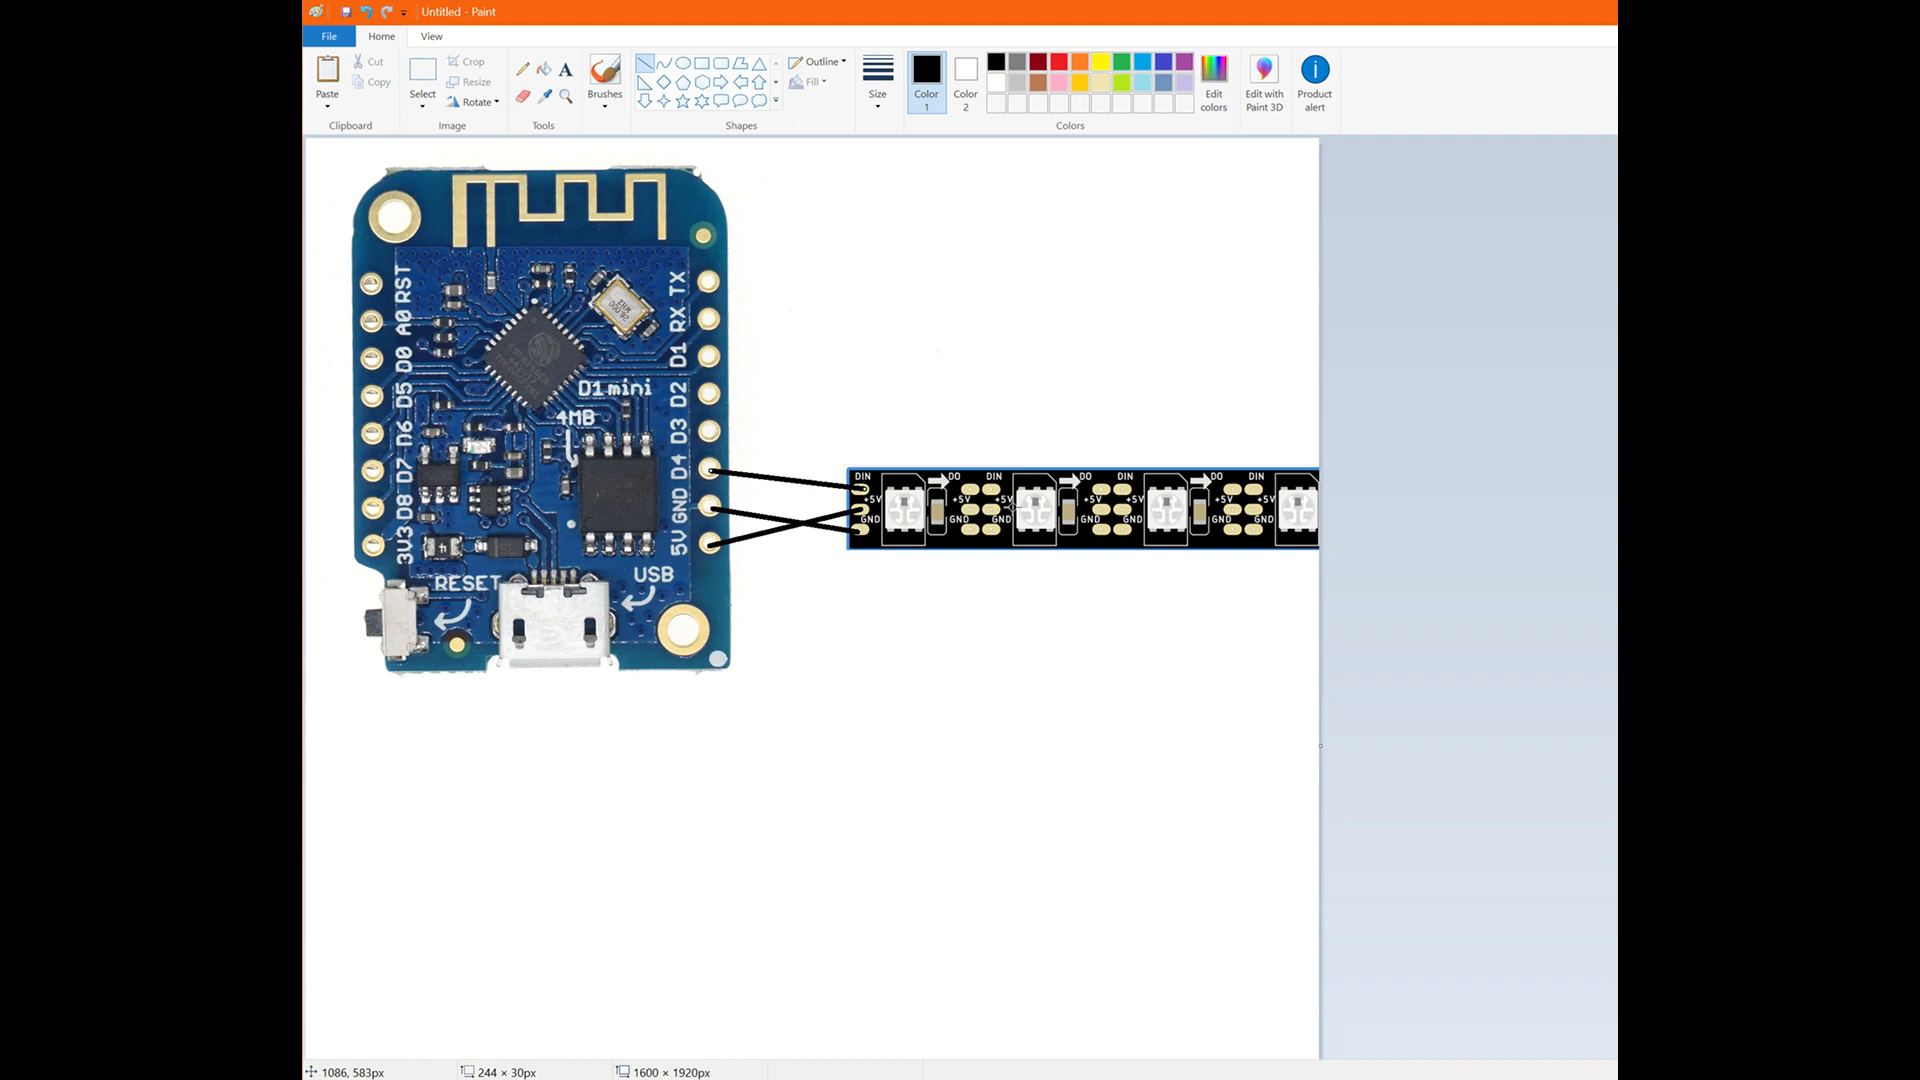 Untitled - Paint
File Home View
Paste
Cut
Copy
Clipboard
Select
Crop
Resize
Rotate
Image
Tools
Brushes
Shapes
Outline
Fill
Size
Color 1
Color 2
Colors
Edit colors
Edit with Paint 3D
Product alert
RST
A0
D0
D5
D6
D7
D8
3V3
TX
RX
D1
D2
D3
D4
GND
5V
26.000
MHz
D1 mini
4MB
RESET
USB
DIN DO DIN DO DIN DO DIN
+5V +5V +5V +5V +5V +5V +5V
GND GND GND GND GND GND GND
1086, 583px
244 × 30px
1600 × 1920px